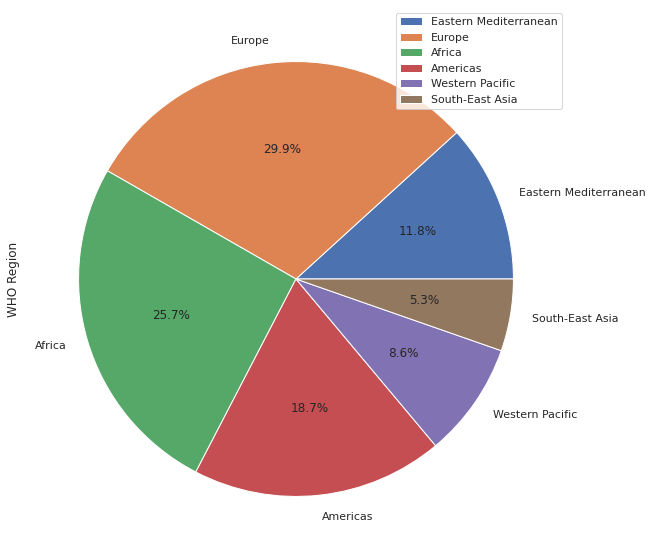 Eastern Mediterranean
Europe
Africa
Americas
Western Pacific
South-East Asia
Europe
29.9%
Eastern Mediterranean
11.8%
WHO Region
5.3%
25.7%
South-East Asia
Africa
8.6%
18.7%
Western Pacific
Americas